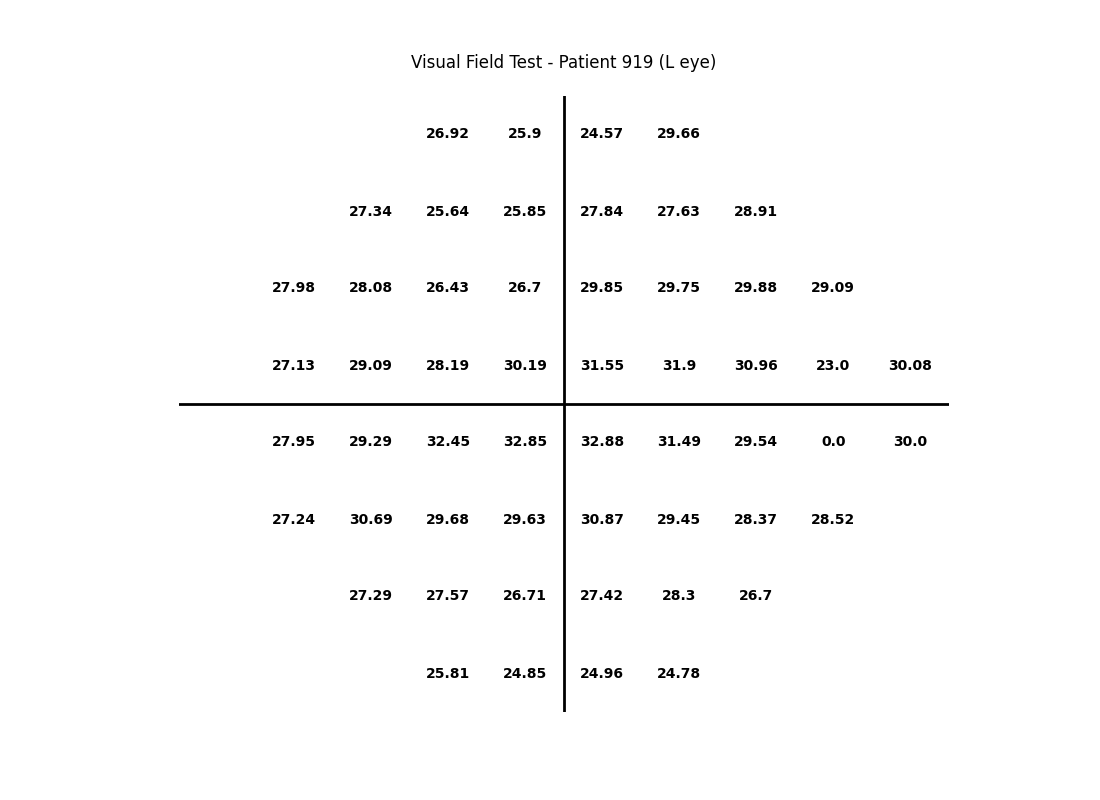 Visual Field Test - Patient 919 (L eye)
26.92 25.9 24.57 29.66
27.34 25.64 25.85 27.84 27.63 28.91
27.98 28.08 26.43 26.7 29.85 29.75 29.88 29.09
27.13 29.09 28.19 30.19 31.55 31.9 30.96 23.0 30.08
27.95 29.29 32.45 32.85 32.88 31.49 29.54 0.0 30.0
27.24 30.69 29.68 29.63 30.87 29.45 28.37 28.52
27.29 27.57 26.71 27.42 28.3 26.7
25.81 24.85 24.96 24.78